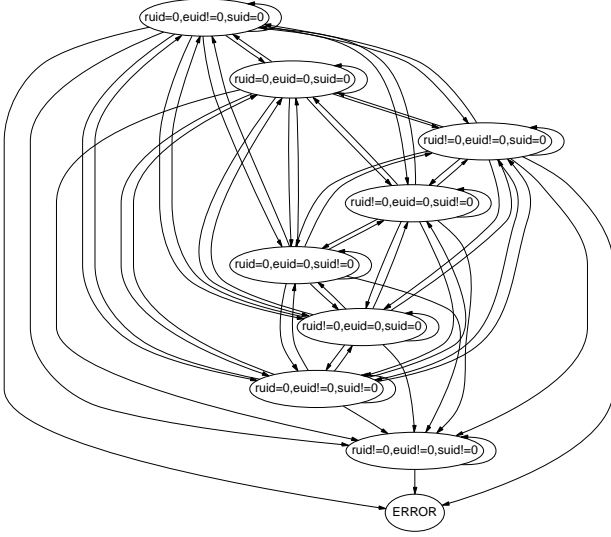 ruid=0,euid!=0,suid=0
ruid=0,euid=0,suid=0
ruid!=0,euid!=0,suid=0
ruid!=0,euid=0,suid!=0
ruid=0,euid=0,suid!=0
ruid!=0,euid=0,suid=0
ruid=0,euid!=0,suid!=0
ruid!=0,euid!=0,suid!=0
ERROR